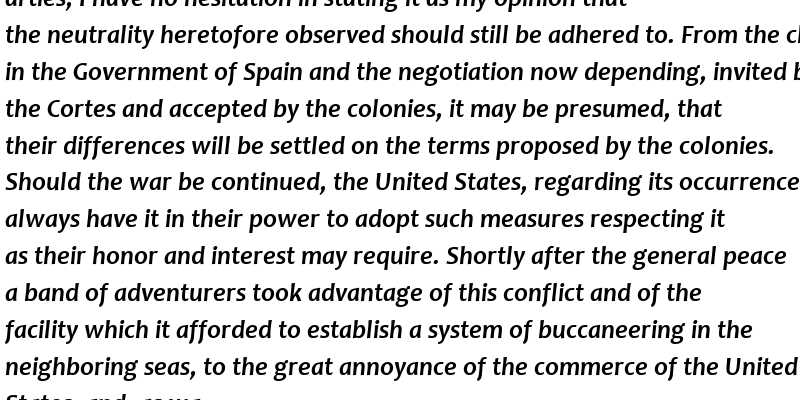 arties, I have no hesitation in stating it as my opinion that
the neutrality heretofore observed should still be adhered to. From the
in the Government of Spain and the negotiation now depending, invited
the Cortes and accepted by the colonies, it may be presumed, that
their differences will be settled on the terms proposed by the colonies.
Should the war be continued, the United States, regarding its occurrence
always have it in their power to adopt such measures respecting it
as their honor and interest may require. Shortly after the general peace
a band of adventurers took advantage of this conflict and of the
facility which it afforded to establish a system of buccaneering in the
neighboring seas, to the great annoyance of the commerce of the United
States, and,